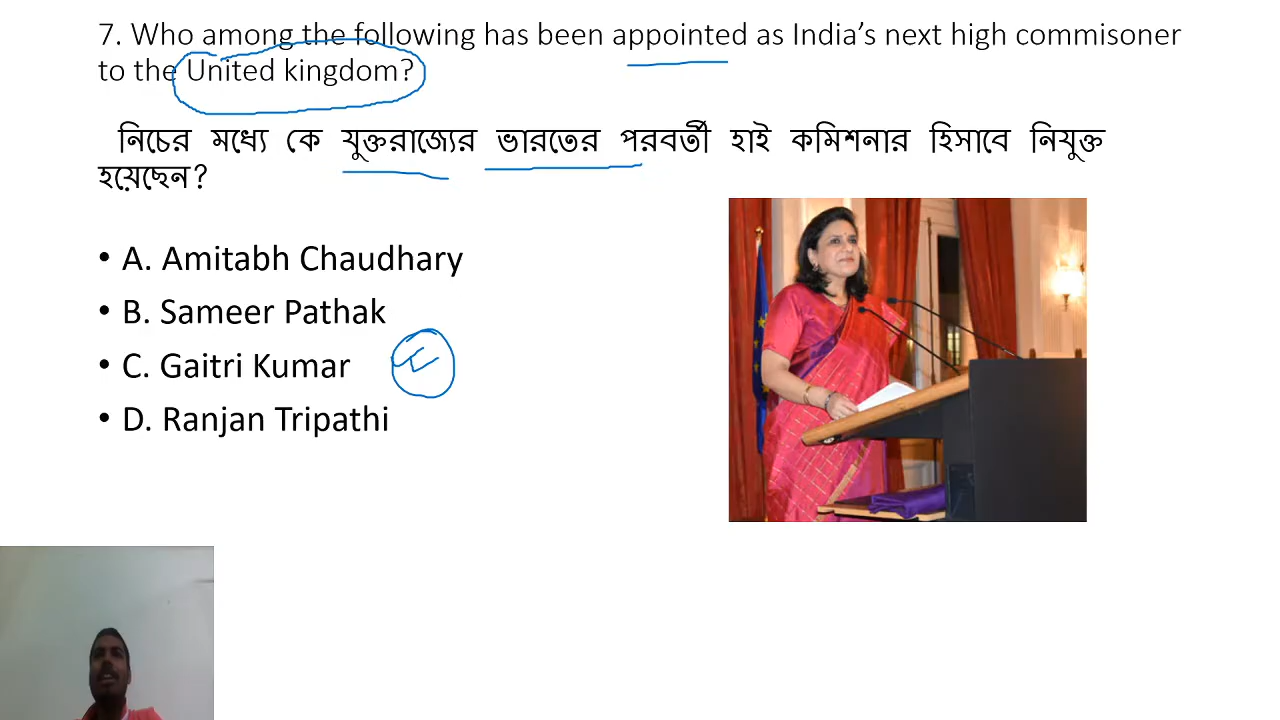 7. Who among the following has been appointed as India’s next high commisoner
to the United kingdom?
নিচের মধ্যে কে যুক্তরাজ্যের ভারতের পরবর্তী হাই কমিশনার হিসাবে নিযুক্ত
হয়েছেন?
• A. Amitabh Chaudhary
• B. Sameer Pathak
• C. Gaitri Kumar
• D. Ranjan Tripathi